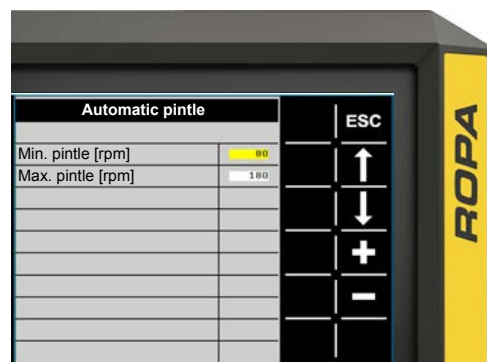 Automatic pintle
ESC
Min. pintle [rpm] 80
Max. pintle [rpm] 180
+
-
ROPA